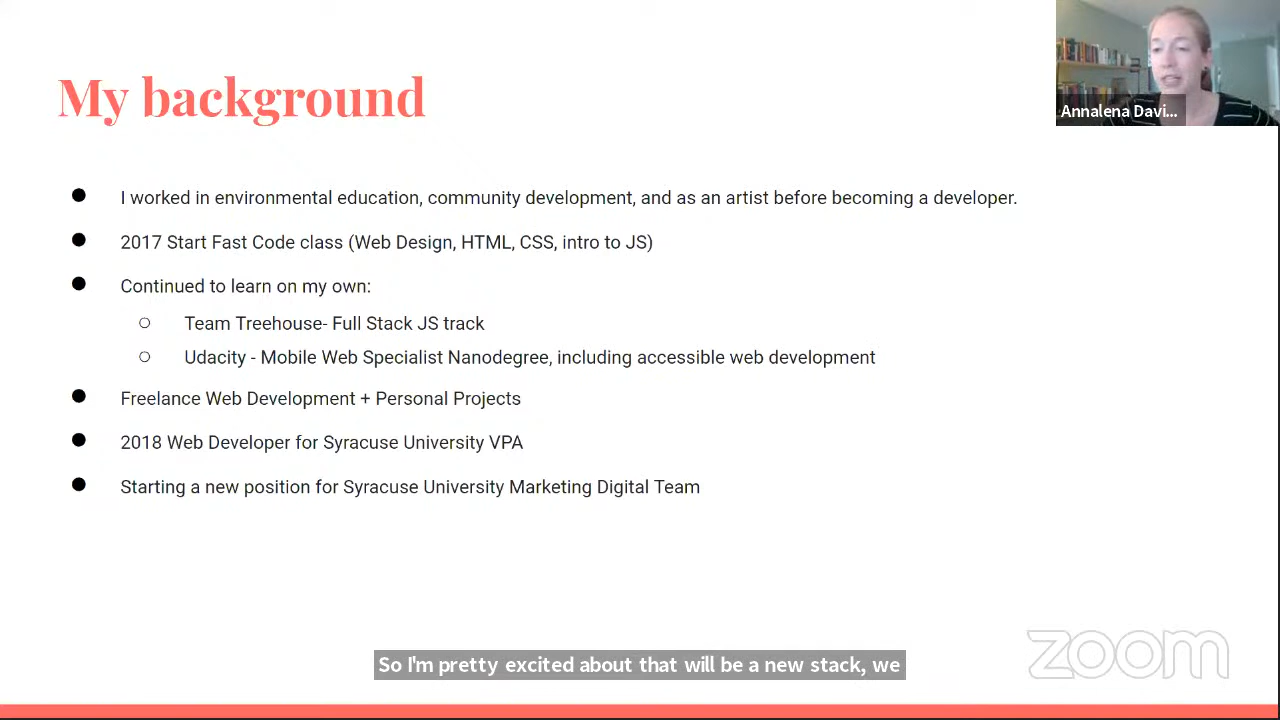 My background
Annalena Davi...
I worked in environmental education, community development, and as an artist before becoming a developer.
2017 Start Fast Code class (Web Design, HTML, CSS, intro to JS)
Continued to learn on my own:
Team Treehouse- Full Stack JS track
Udacity - Mobile Web Specialist Nanodegree, including accessible web development
Freelance Web Development + Personal Projects
2018 Web Developer for Syracuse University VPA
Starting a new position for Syracuse University Marketing Digital Team
So I'm pretty excited about that will be a new stack, we
zoom